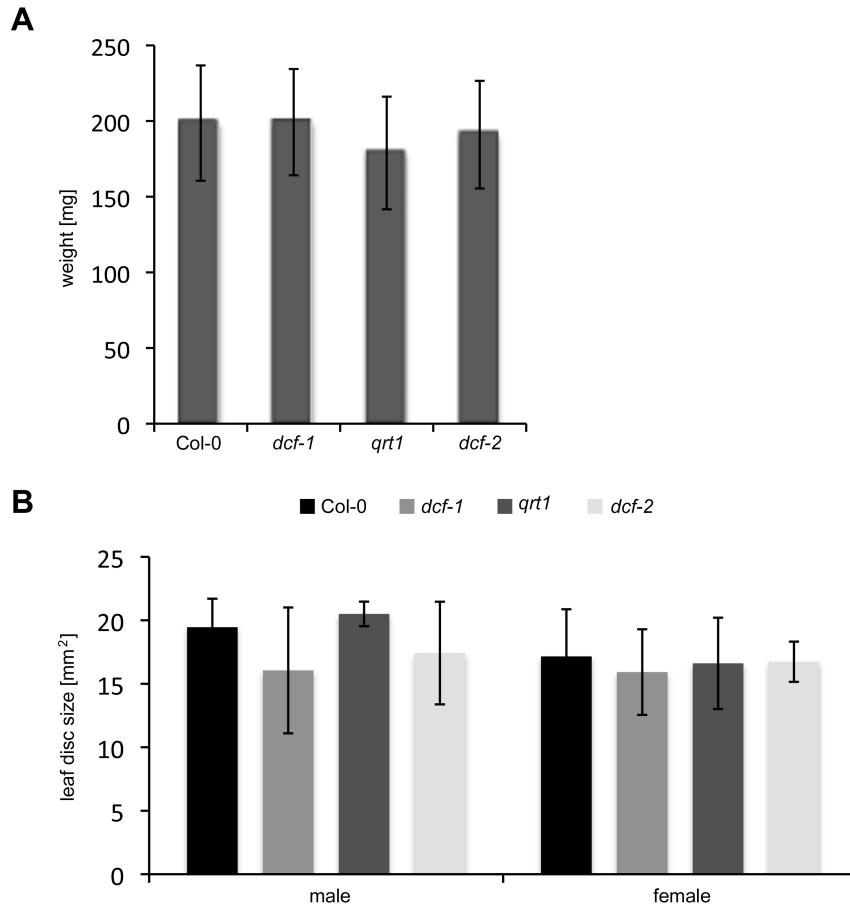 A
250
200
150
100
50
0
weight [mg]
Col-0 dcf-1 qrt1 dcf-2
B
Col-0 dcf-1 qrt1 dcf-2
25
20
15
10
5
0
leaf disc size [mm²]
male female